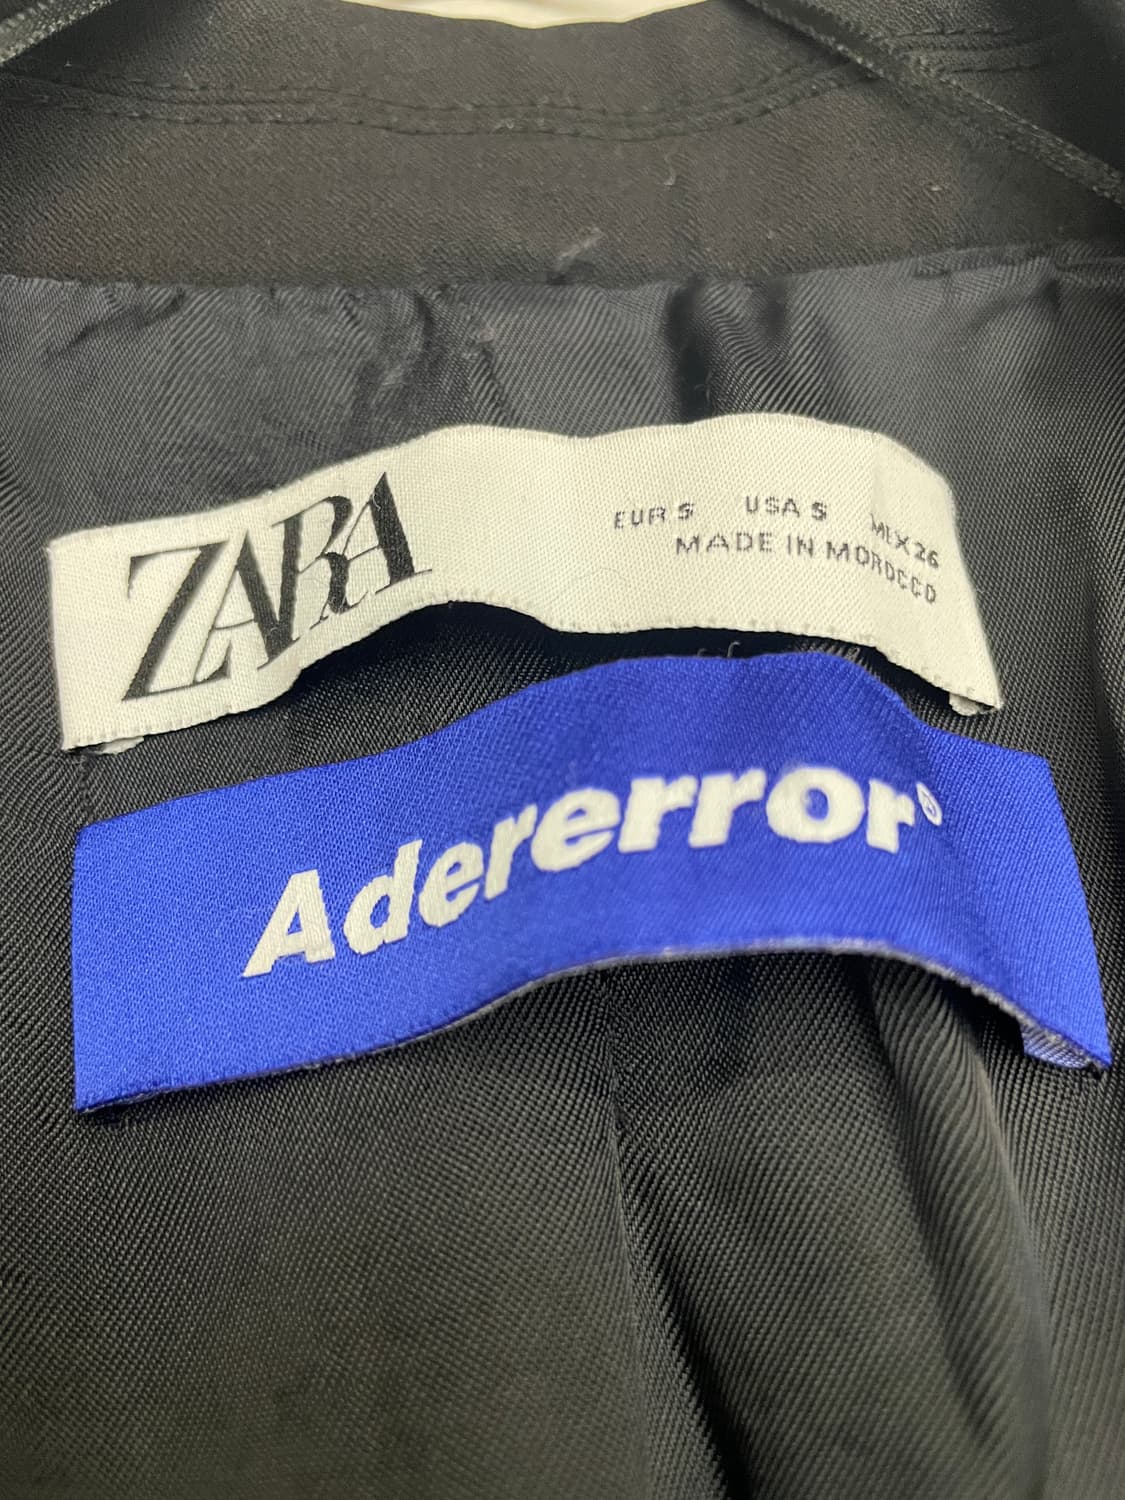 ZARA
EUR S USA S MEX 26
MADE IN MOROCCO
Adererror®